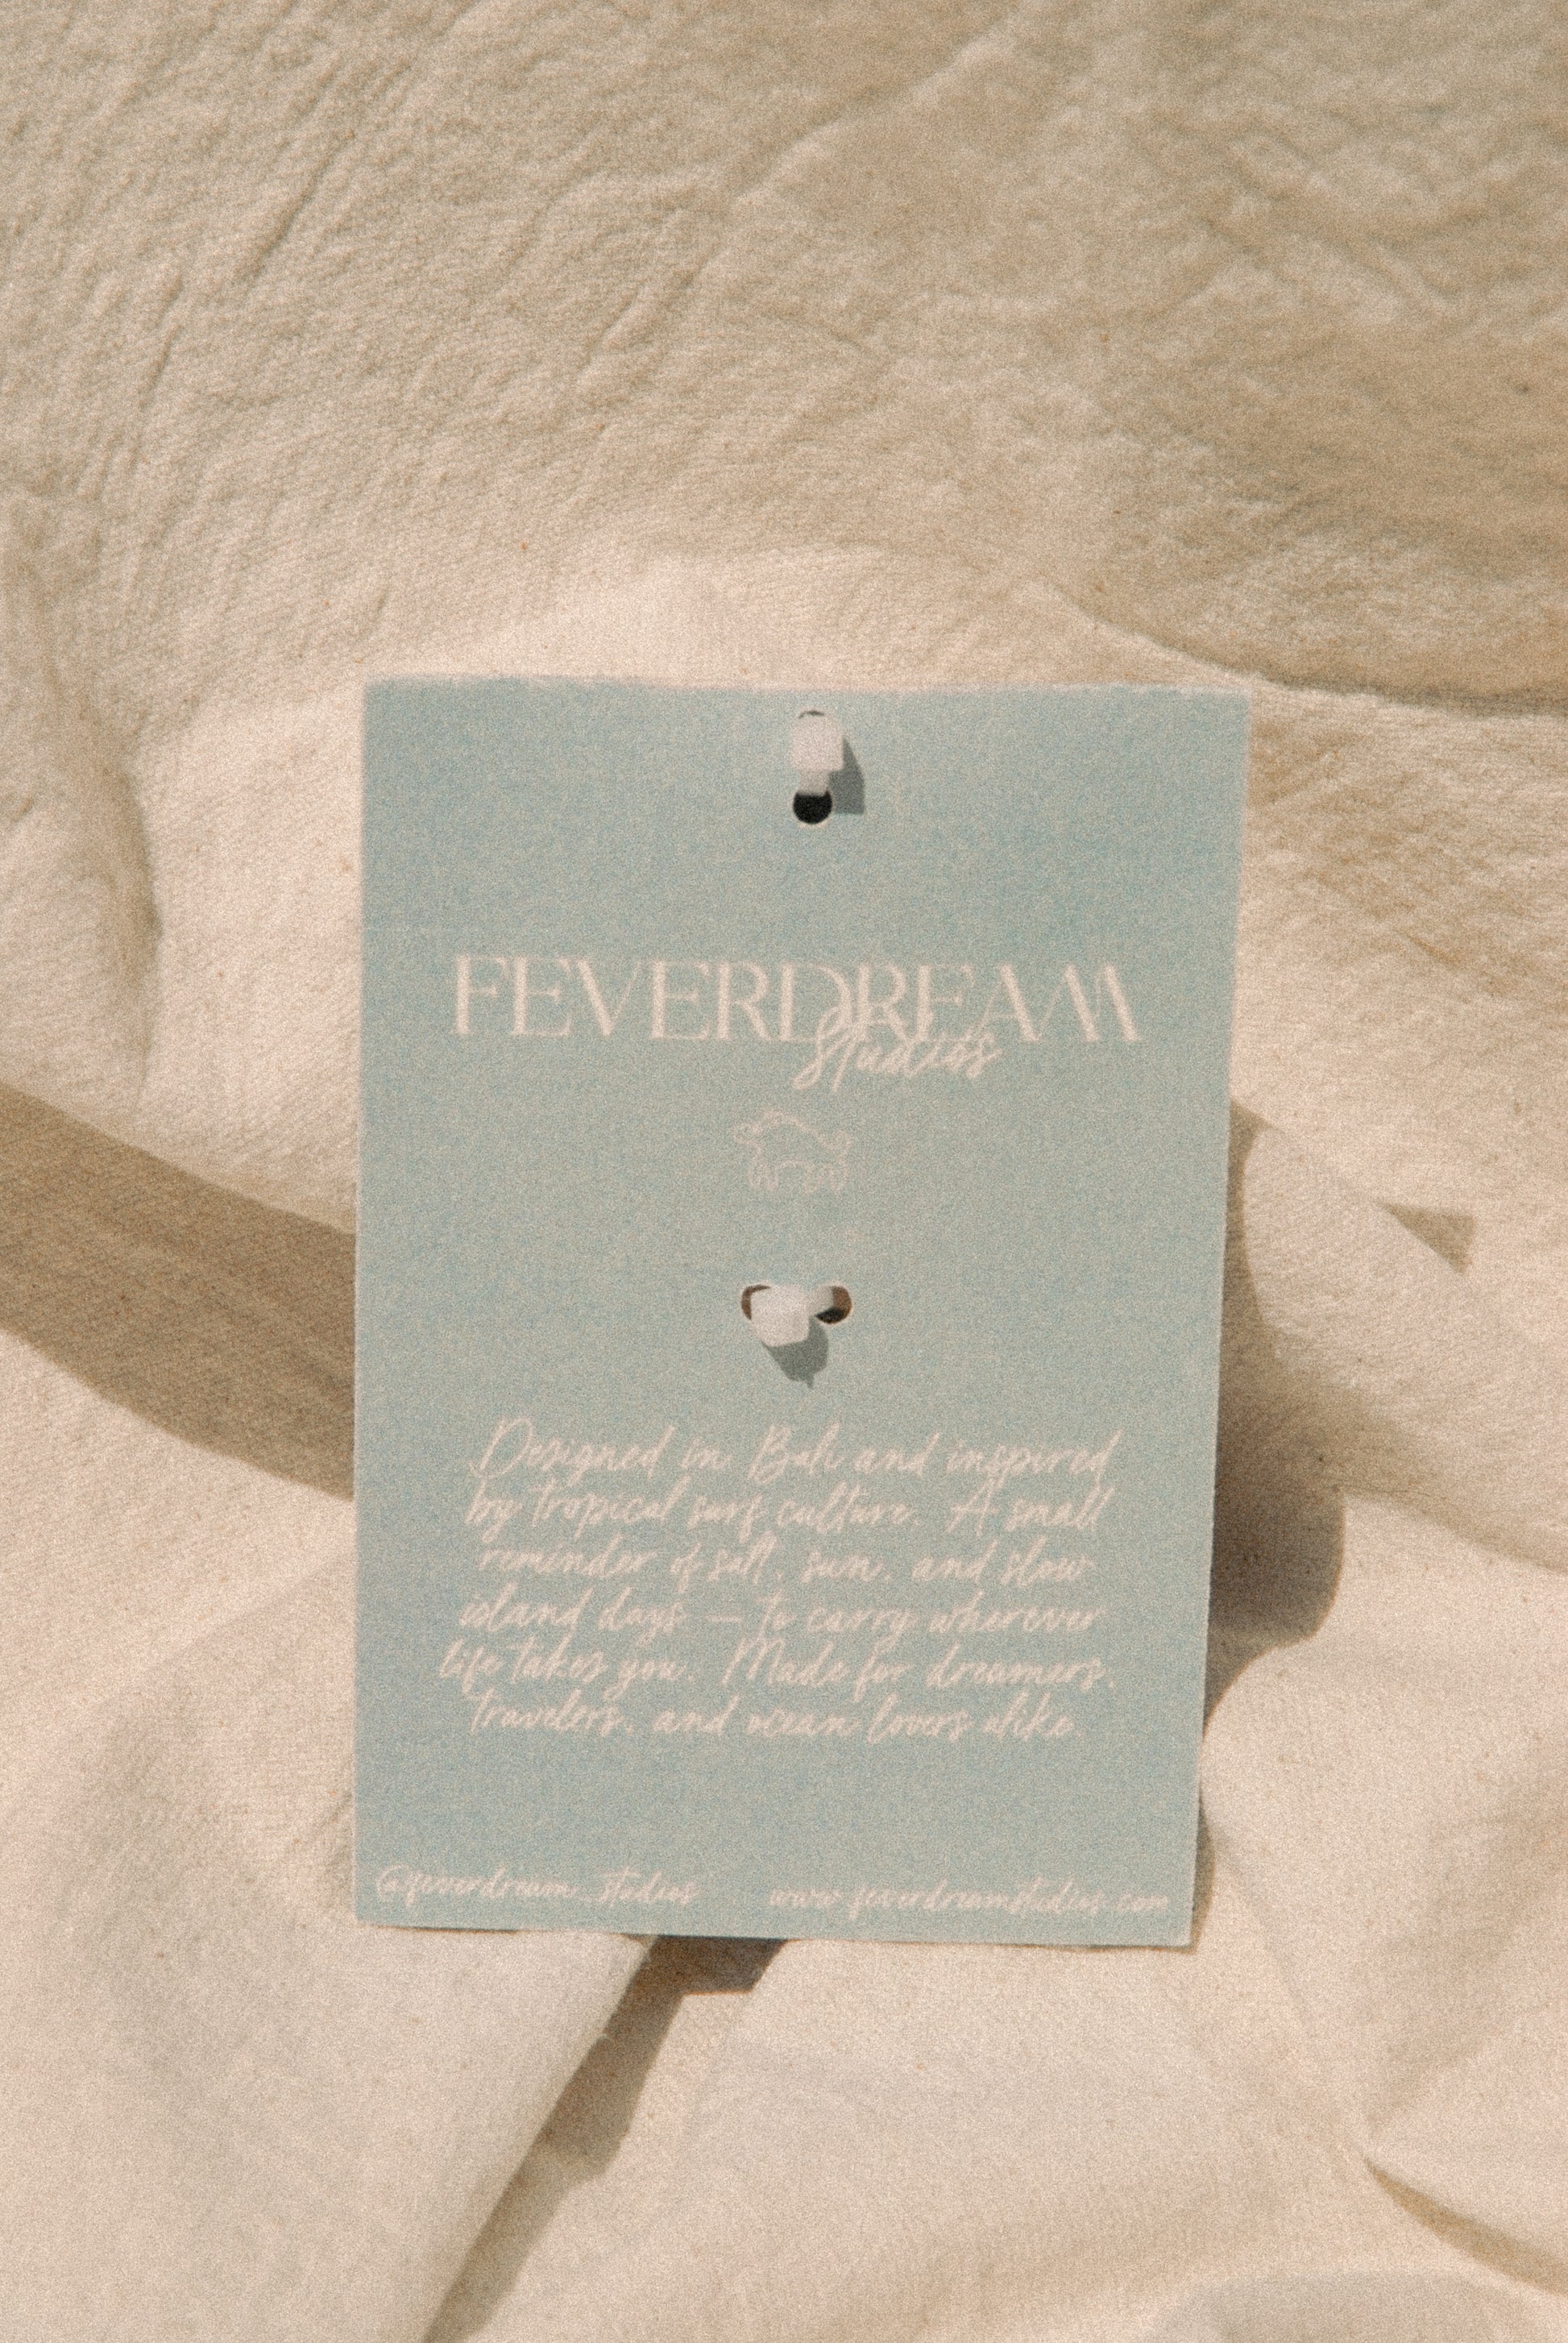 FEVERDREAM
Studios
Designed in Bali and inspired
by tropical surf culture. A small
reminder of salt, sun, and slow
island days – to carry wherever
life takes you. Made for dreamers,
travelers, and ocean lovers alike.
@feverdream_studios www.feverdreamstudios.com